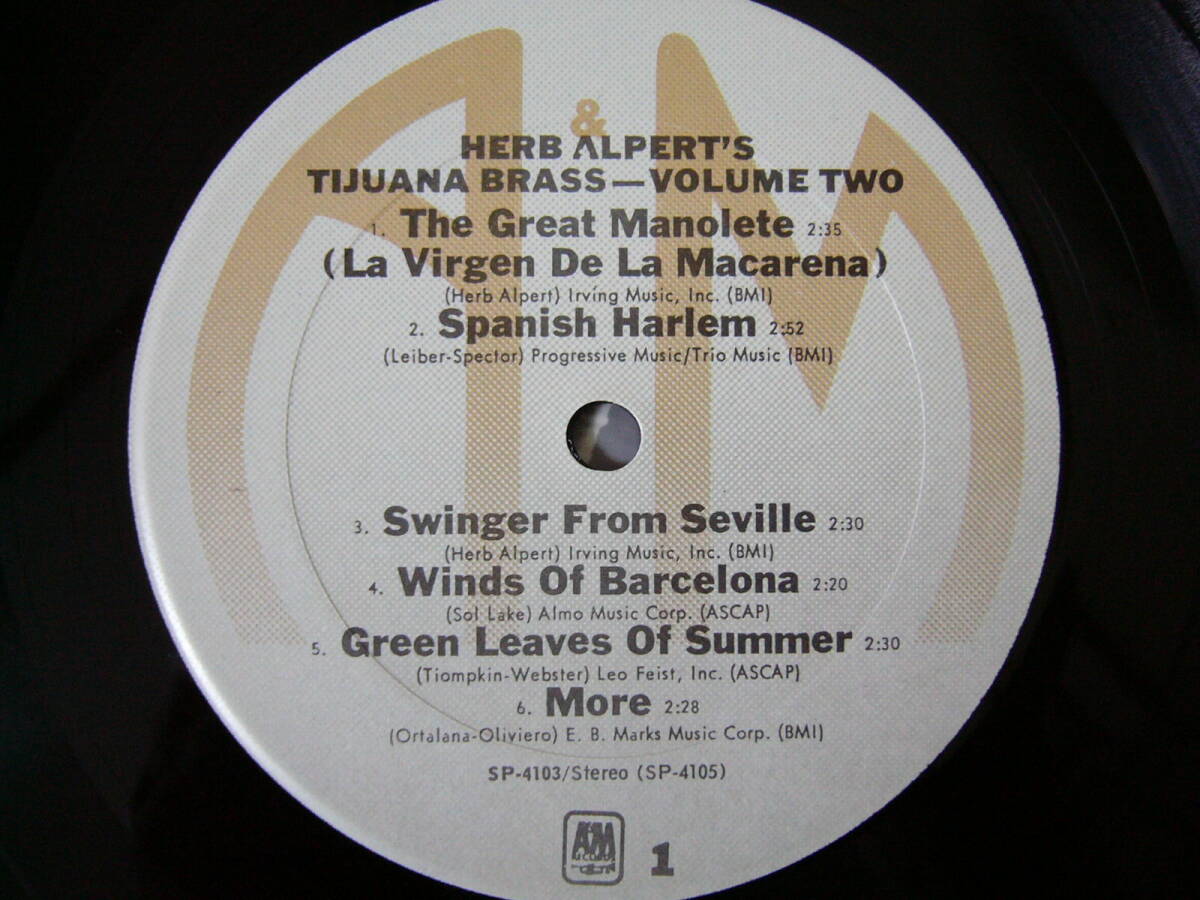 &
HERB ALPERT'S
TIJUANA BRASS—VOLUME TWO
1. The Great Manolete 2:35
(La Virgen De La Macarena)
(Herb Alpert) Irving Music, Inc. (BMI)
2. Spanish Harlem 2:52
(Leiber-Spector) Progressive Music/Trio Music (BMI)
3. Swinger From Seville 2:30
(Herb Alpert) Irving Music, Inc. (BMI)
4. Winds Of Barcelona 2:20
(Sol Lake) Almo Music Corp. (ASCAP)
5. Green Leaves Of Summer 2:30
(Tiompkin-Webster) Leo Feist, Inc. (ASCAP)
6. More 2:28
(Ortalana-Oliviero) E. B. Marks Music Corp. (BMI)
SP-4103/Stereo (SP-4105)
A&M
RECORDS
1